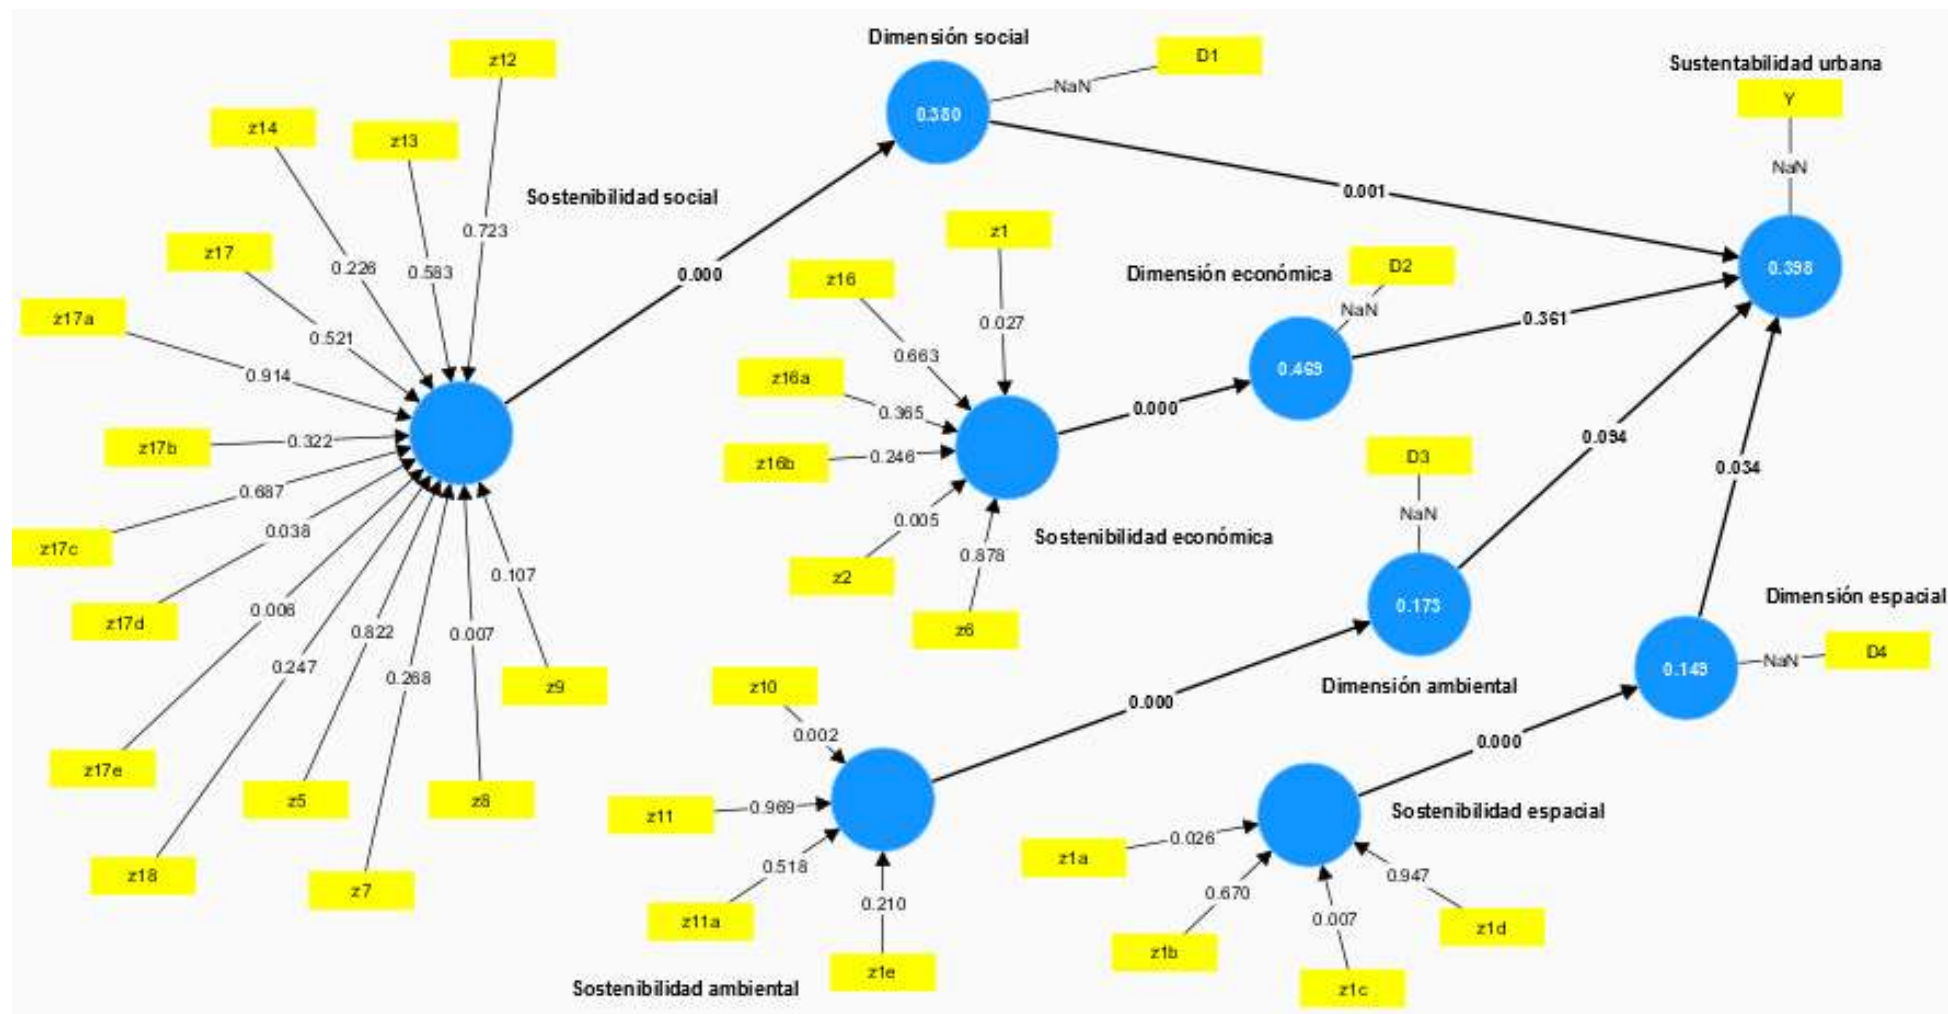 Dimensión social
D1
NaN
0.380
Sustentabilidad urbana
Y
NaN
0.398
z12
z14
z13
Sostenibilidad social
0.723
0.226
0.583
z17
0.521
z17a
0.914
z17b
0.322
z17c
0.687
z17d
0.038
z17e
0.006
z18
0.247
z5
0.822
z7
0.268
z8
0.007
z9
0.107
0.000
0.001
z1
0.027
z16
0.663
z16a
0.365
z16b
0.246
z2
0.005
z6
0.878
Sostenibilidad económica
0.000
Dimensión económica
D2
NaN
0.469
0.361
D3
NaN
0.173
Dimensión ambiental
0.094
0.034
Dimensión espacial
D4
NaN
0.149
z10
0.002
z11
0.969
z11a
0.518
z1e
0.210
Sostenibilidad ambiental
0.000
0.000
Sostenibilidad espacial
z1a
0.026
z1b
0.670
z1c
0.007
z1d
0.947